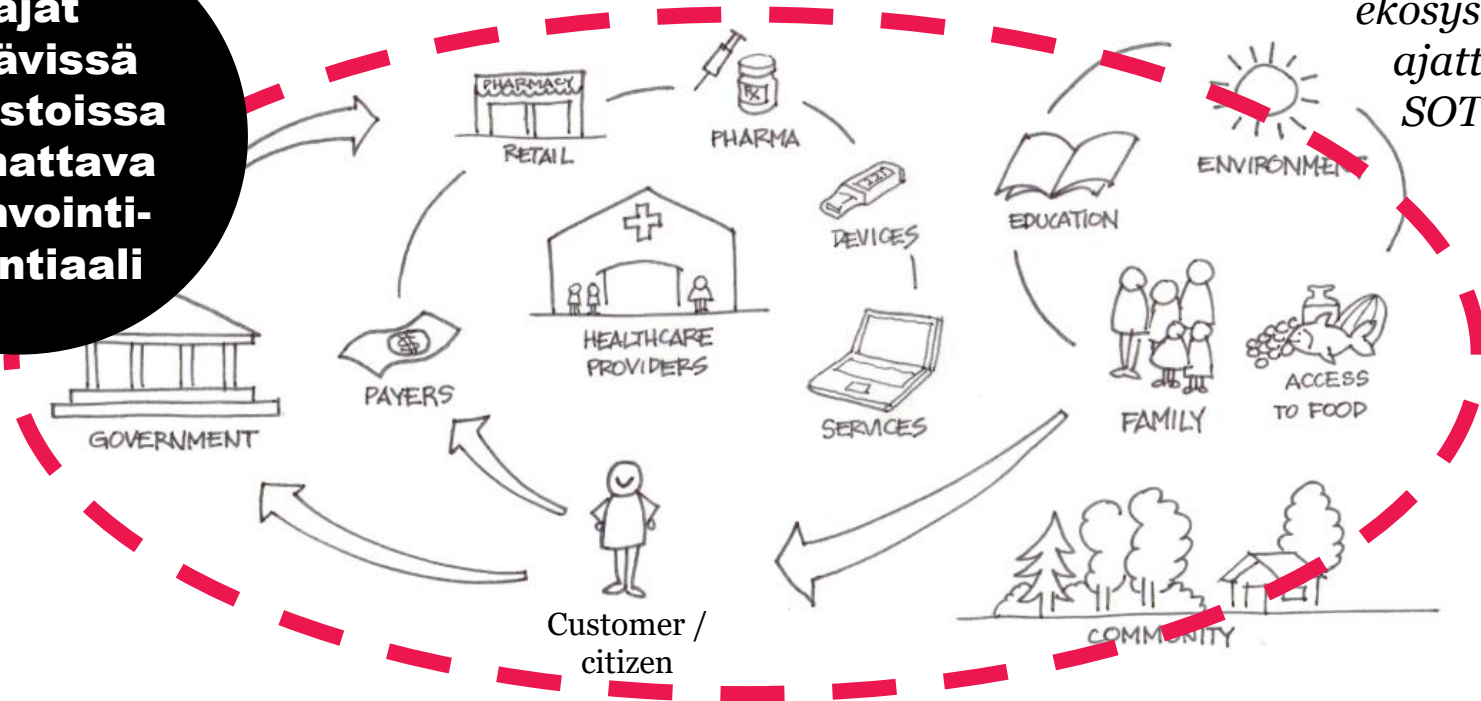 ajat
ävissä
stoissa
nattava
nvointi-
ntiaali
ekosys
ajatt
SOT
PHARMACY
RETAIL
RX
PHARMA
DEVICES
EDUCATION
ENVIRONMENT
HEALTHCARE
PROVIDERS
$
PAYERS
GOVERNMENT
SERVICES
FAMILY
ACCESS
TO FOOD
Customer /
citizen
COMMUNITY